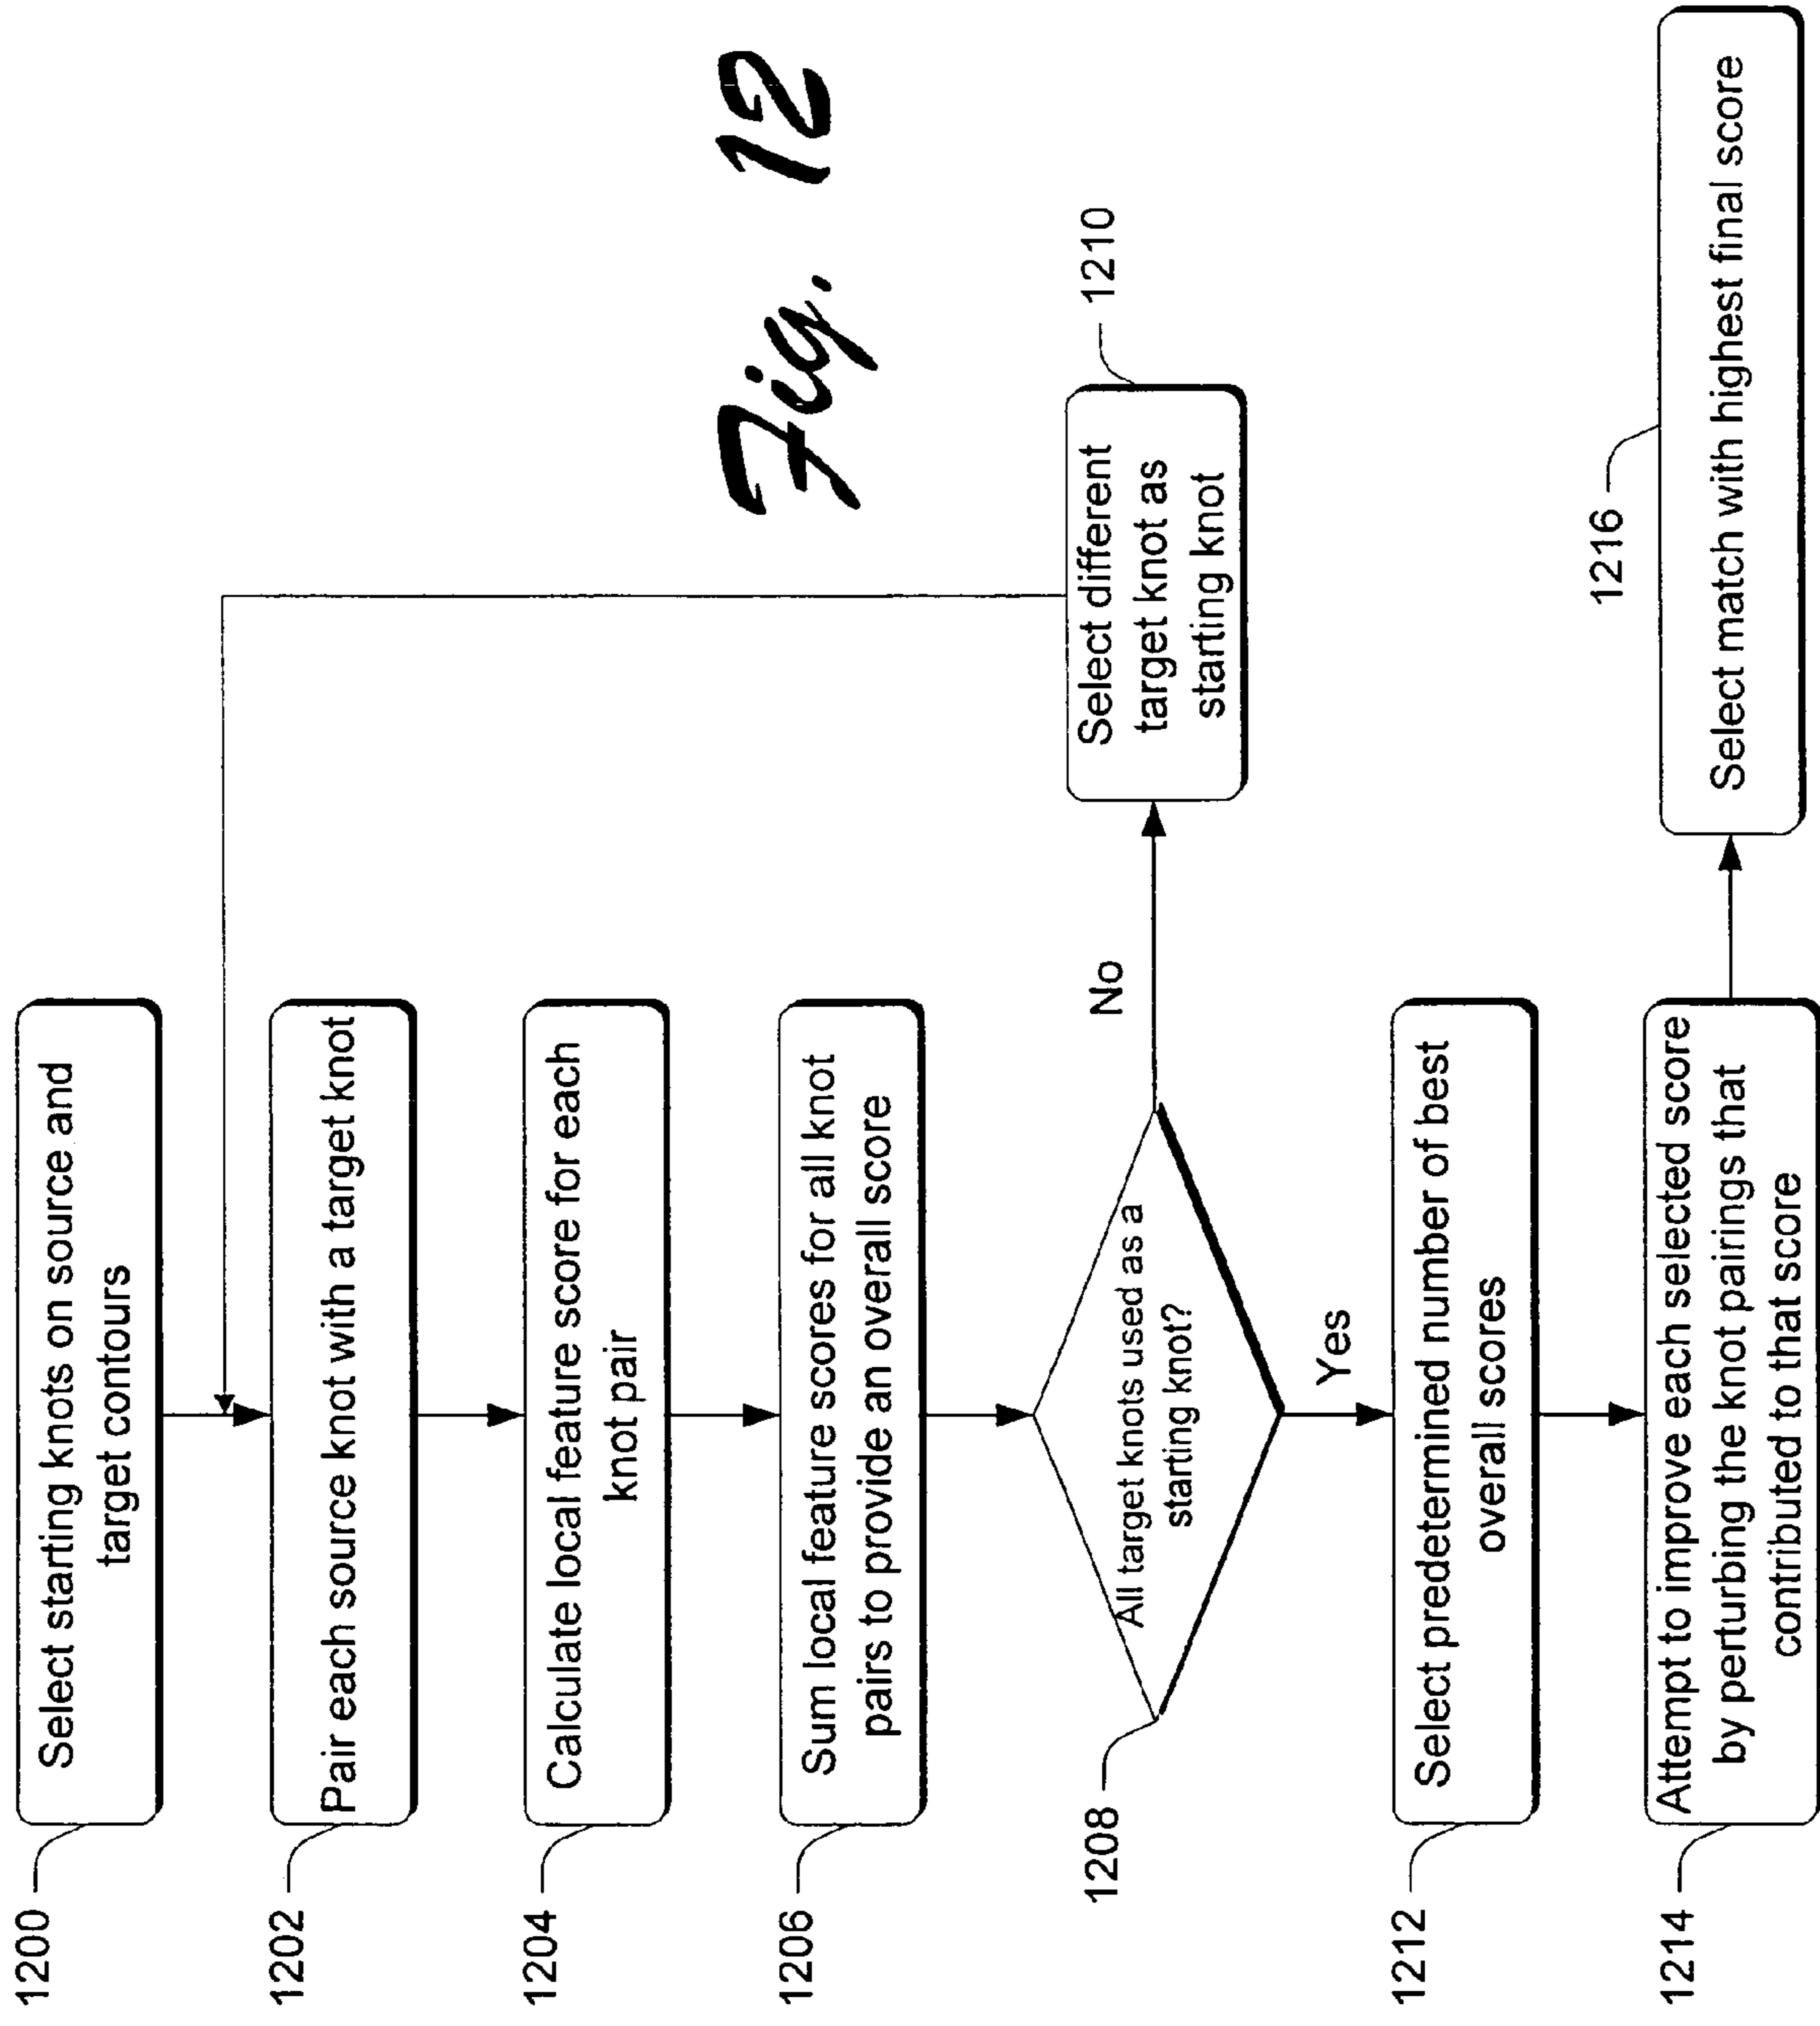 1200
Select starting knots on source and
target contours
1202
Pair each source knot with a target knot
1204
Calculate local feature score for each
knot pair
1206
Sum local feature scores for all knot
pairs to provide an overall score
1208
All target knots used as a
starting knot?
No
Yes
1210
Select different
target knot as
starting knot
1212
Select predetermined number of best
overall scores
1214
Attempt to improve each selected score
by perturbing the knot pairings that
contributed to that score
1216
Select match with highest final score
Fig. 12